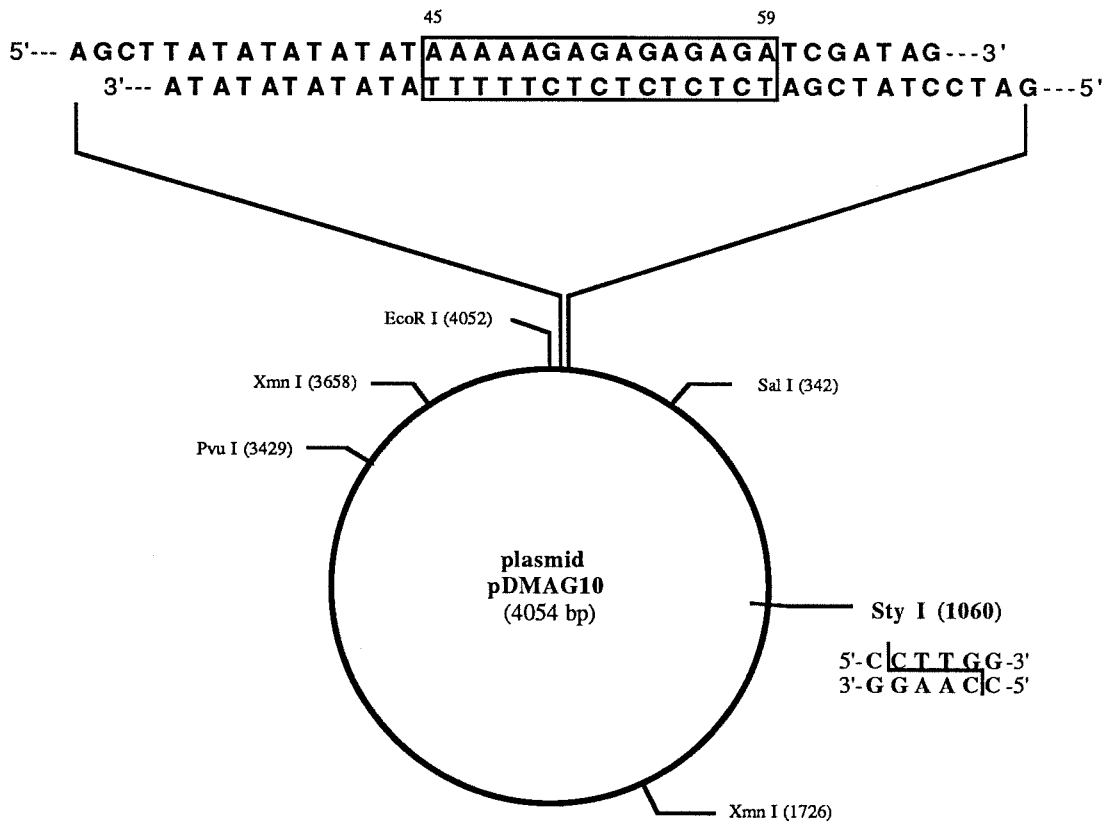 45 59
5'--- AGCTTATATATATATAAAAAGAGAGAGAGATCGATAG---3'
3'--- ATATATATATATTTTTCTCTCTCTCTAGCTATCCTAG---5'
EcoR I (4052)
Xmn I (3658)
Sal I (342)
Pvu I (3429)
plasmid
pDMAG10
(4054 bp)
Sty I (1060)
5'-CCTTGG-3'
3'-GGAACC-5'
Xmn I (1726)